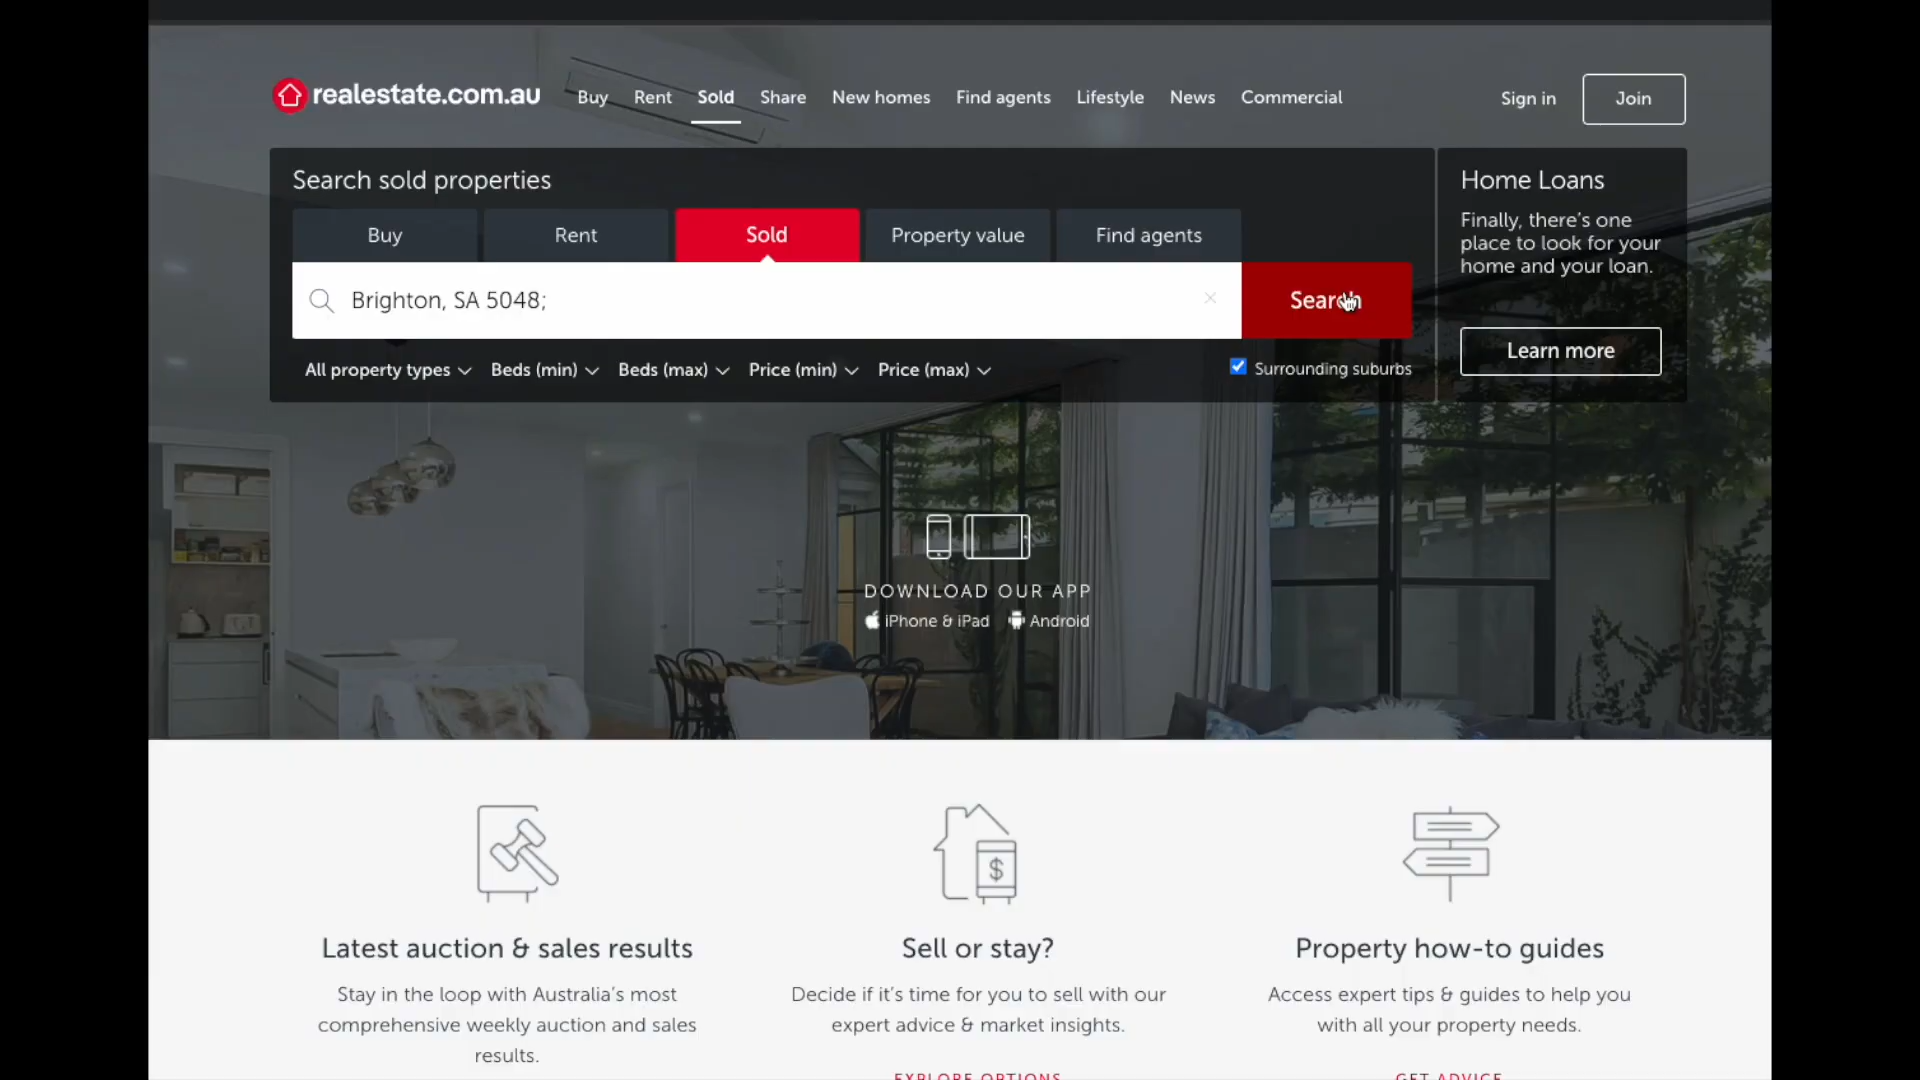 realestate.com.au
Buy Rent Sold Share New homes Find agents Lifestyle News Commercial
Sign in Join
Search sold properties
Buy Rent Sold Property value Find agents
Brighton, SA 5048;
Search
All property types Beds (min) Beds (max) Price (min) Price (max)
Surrounding suburbs
Home Loans
Finally, there's one
place to look for your
home and your loan.
Learn more
DOWNLOAD OUR APP
iPhone & iPad Android
Latest auction & sales results
Stay in the loop with Australia's most
comprehensive weekly auction and sales
results.
Sell or stay?
Decide if it's time for you to sell with our
expert advice & market insights.
EXPLORE OPTIONS
Property how-to guides
Access expert tips & guides to help you
with all your property needs.
GET ADVICE